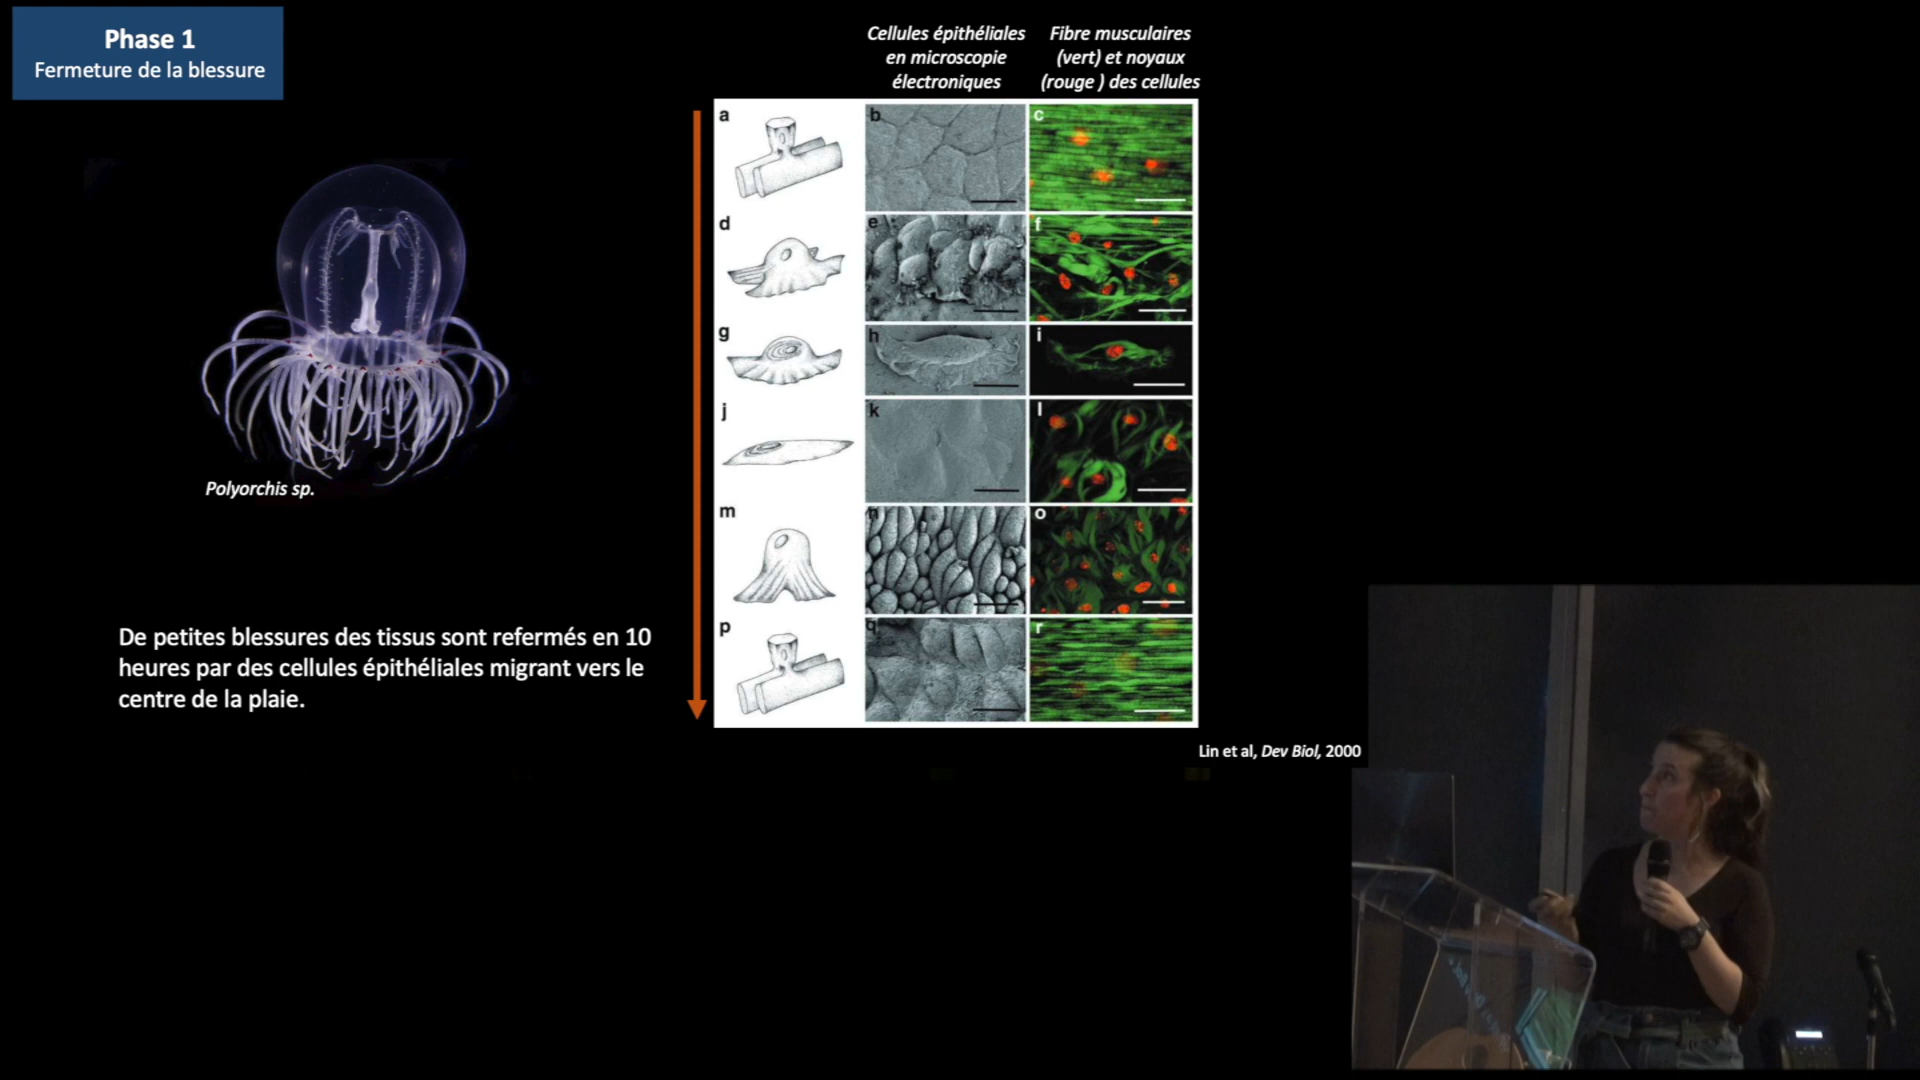 Phase 1
Fermeture de la blessure
Cellules épithéliales
en microscopie
électroniques
Fibre musculaires
(vert) et noyaux
(rouge ) des cellules
a
b
c
d
e
f
g
h
i
j
k
l
m
n
o
p
q
r
Polyorchis sp.
De petites blessures des tissus sont refermés en 10
heures par des cellules épithéliales migrant vers le
centre de la plaie.
Lin et al, Dev Biol, 2000